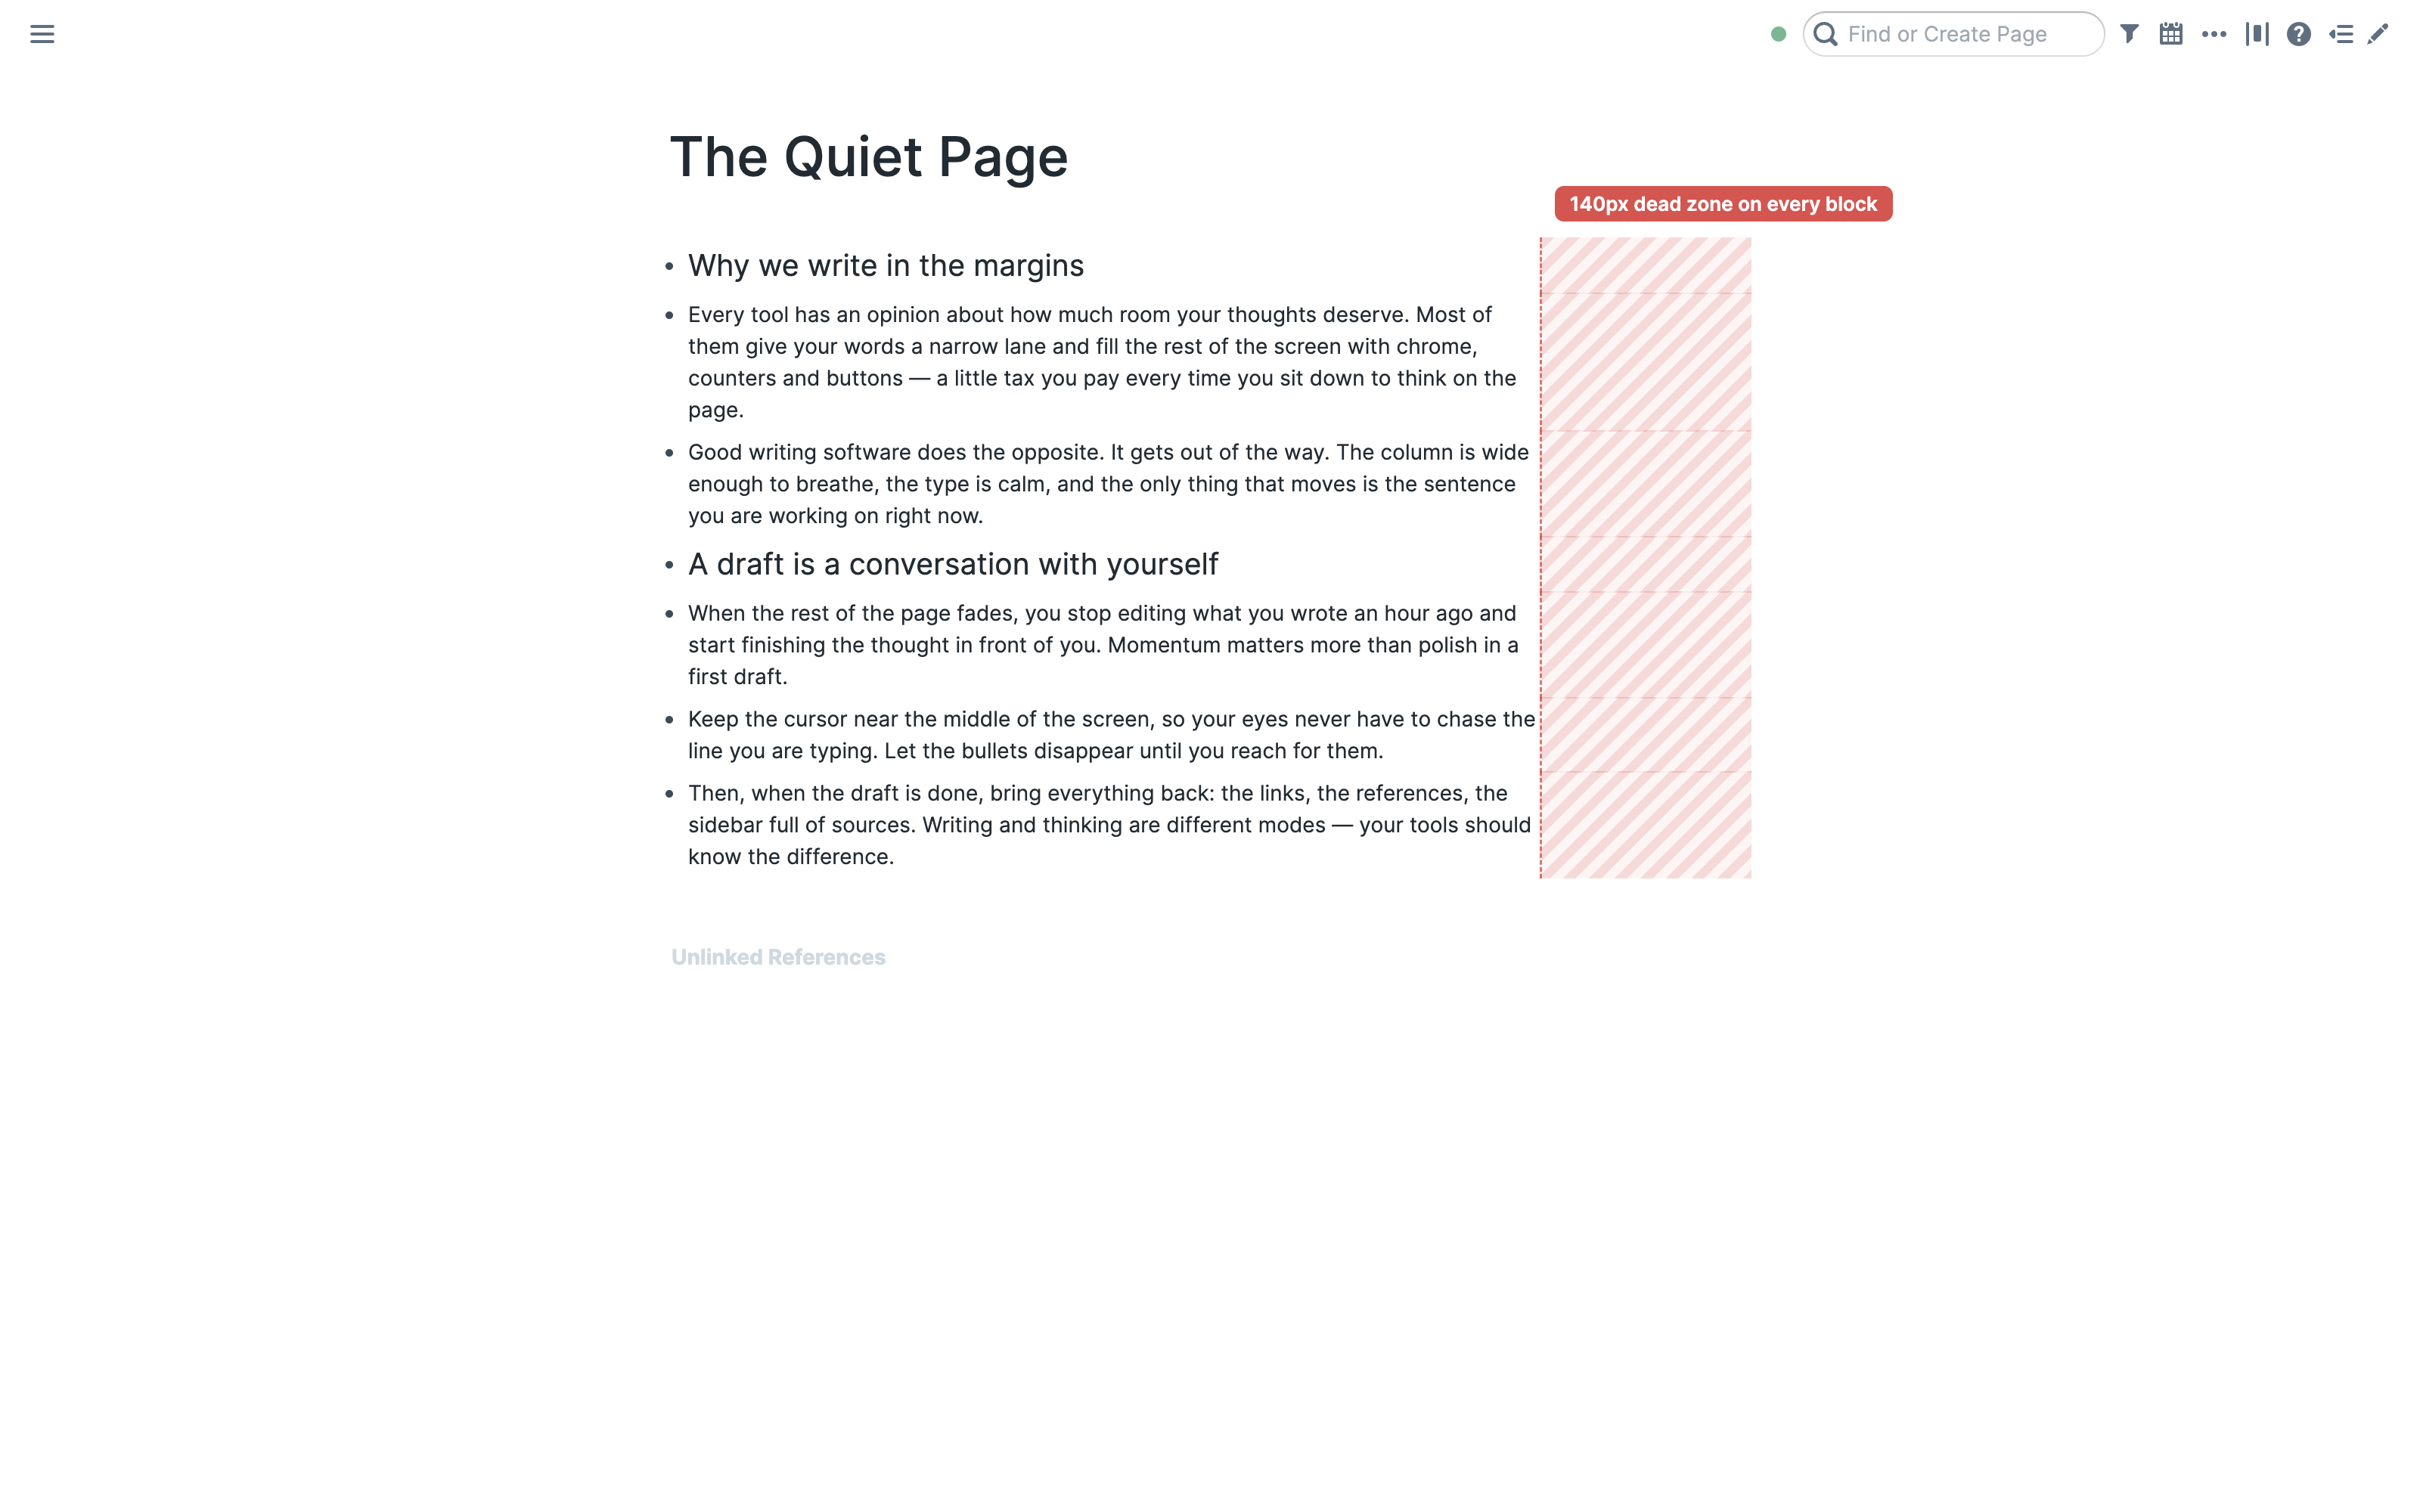 Find or Create Page
The Quiet Page
140px dead zone on every block
• Why we write in the margins
• Every tool has an opinion about how much room your thoughts deserve. Most of
them give your words a narrow lane and fill the rest of the screen with chrome,
counters and buttons — a little tax you pay every time you sit down to think on the
page.
• Good writing software does the opposite. It gets out of the way. The column is wide
enough to breathe, the type is calm, and the only thing that moves is the sentence
you are working on right now.
• A draft is a conversation with yourself
• When the rest of the page fades, you stop editing what you wrote an hour ago and
start finishing the thought in front of you. Momentum matters more than polish in a
first draft.
• Keep the cursor near the middle of the screen, so your eyes never have to chase the
line you are typing. Let the bullets disappear until you reach for them.
• Then, when the draft is done, bring everything back: the links, the references, the
sidebar full of sources. Writing and thinking are different modes — your tools should
know the difference.
Unlinked References